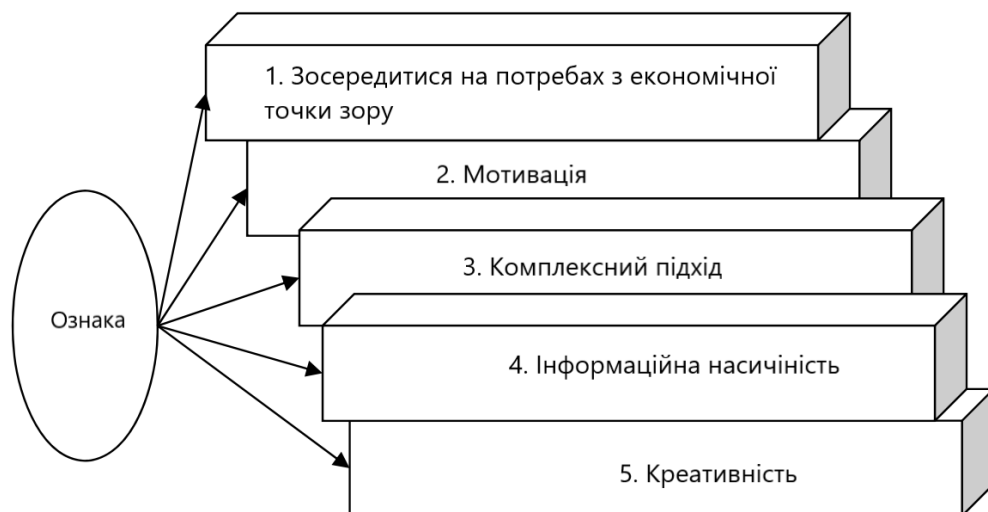 1. Зосередитися на потребах з економічної
точки зору
2. Мотивація
3. Комплексний підхід
Ознака
4. Інформаційна насичіність
5. Креативність